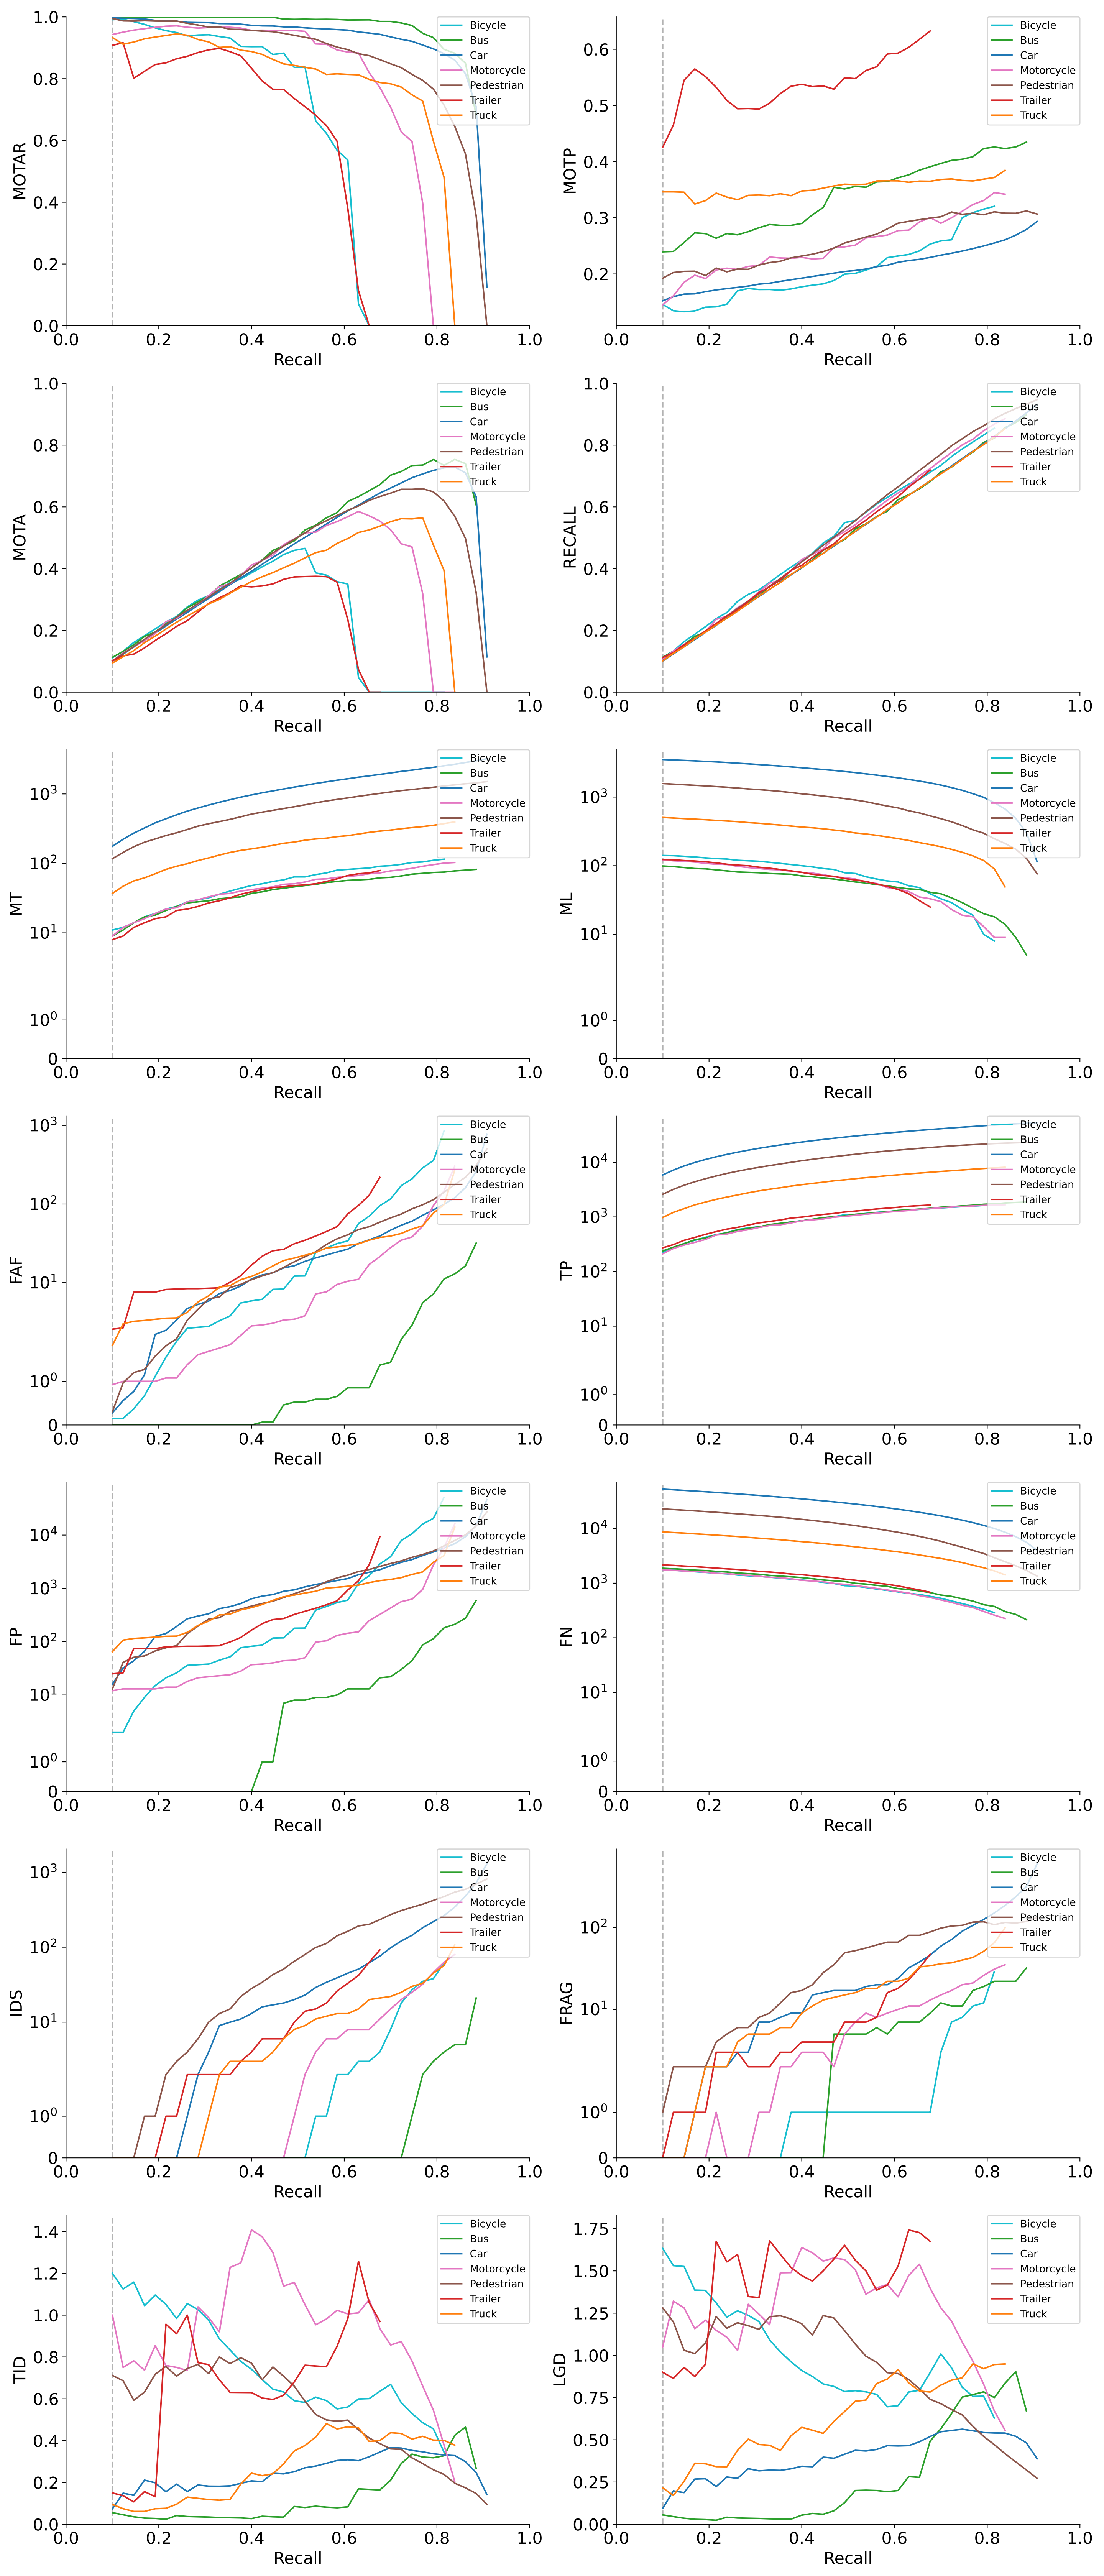 MOTAR
1.0
0.8
0.6
0.4
0.2
0.0
0.0 0.2 0.4 0.6 0.8 1.0
Recall
Bicycle
Bus
Car
Motorcycle
Pedestrian
Trailer
Truck
MOTP
0.6
0.5
0.4
0.3
0.2
0.0 0.2 0.4 0.6 0.8 1.0
Recall
Bicycle
Bus
Car
Motorcycle
Pedestrian
Trailer
Truck
MOTA
1.0
0.8
0.6
0.4
0.2
0.0
0.0 0.2 0.4 0.6 0.8 1.0
Recall
Bicycle
Bus
Car
Motorcycle
Pedestrian
Trailer
Truck
RECALL
1.0
0.8
0.6
0.4
0.2
0.0
0.0 0.2 0.4 0.6 0.8 1.0
Recall
Bicycle
Bus
Car
Motorcycle
Pedestrian
Trailer
Truck
MT
10³
10²
10¹
10⁰
0
0.0 0.2 0.4 0.6 0.8 1.0
Recall
Bicycle
Bus
Car
Motorcycle
Pedestrian
Trailer
Truck
ML
10³
10²
10¹
10⁰
0
0.0 0.2 0.4 0.6 0.8 1.0
Recall
Bicycle
Bus
Car
Motorcycle
Pedestrian
Trailer
Truck
FAF
10³
10²
10¹
10⁰
0
0.0 0.2 0.4 0.6 0.8 1.0
Recall
Bicycle
Bus
Car
Motorcycle
Pedestrian
Trailer
Truck
TP
10⁴
10³
10²
10¹
10⁰
0
0.0 0.2 0.4 0.6 0.8 1.0
Recall
Bicycle
Bus
Car
Motorcycle
Pedestrian
Trailer
Truck
FP
10⁴
10³
10²
10¹
10⁰
0
0.0 0.2 0.4 0.6 0.8 1.0
Recall
Bicycle
Bus
Car
Motorcycle
Pedestrian
Trailer
Truck
FN
10⁴
10³
10²
10¹
10⁰
0
0.0 0.2 0.4 0.6 0.8 1.0
Recall
Bicycle
Bus
Car
Motorcycle
Pedestrian
Trailer
Truck
IDS
10³
10²
10¹
10⁰
0
0.0 0.2 0.4 0.6 0.8 1.0
Recall
Bicycle
Bus
Car
Motorcycle
Pedestrian
Trailer
Truck
FRAG
10²
10¹
10⁰
0
0.0 0.2 0.4 0.6 0.8 1.0
Recall
Bicycle
Bus
Car
Motorcycle
Pedestrian
Trailer
Truck
TID
1.4
1.2
1.0
0.8
0.6
0.4
0.2
0.0
0.0 0.2 0.4 0.6 0.8 1.0
Recall
Bicycle
Bus
Car
Motorcycle
Pedestrian
Trailer
Truck
LGD
1.75
1.50
1.25
1.00
0.75
0.50
0.25
0.00
0.0 0.2 0.4 0.6 0.8 1.0
Recall
Bicycle
Bus
Car
Motorcycle
Pedestrian
Trailer
Truck